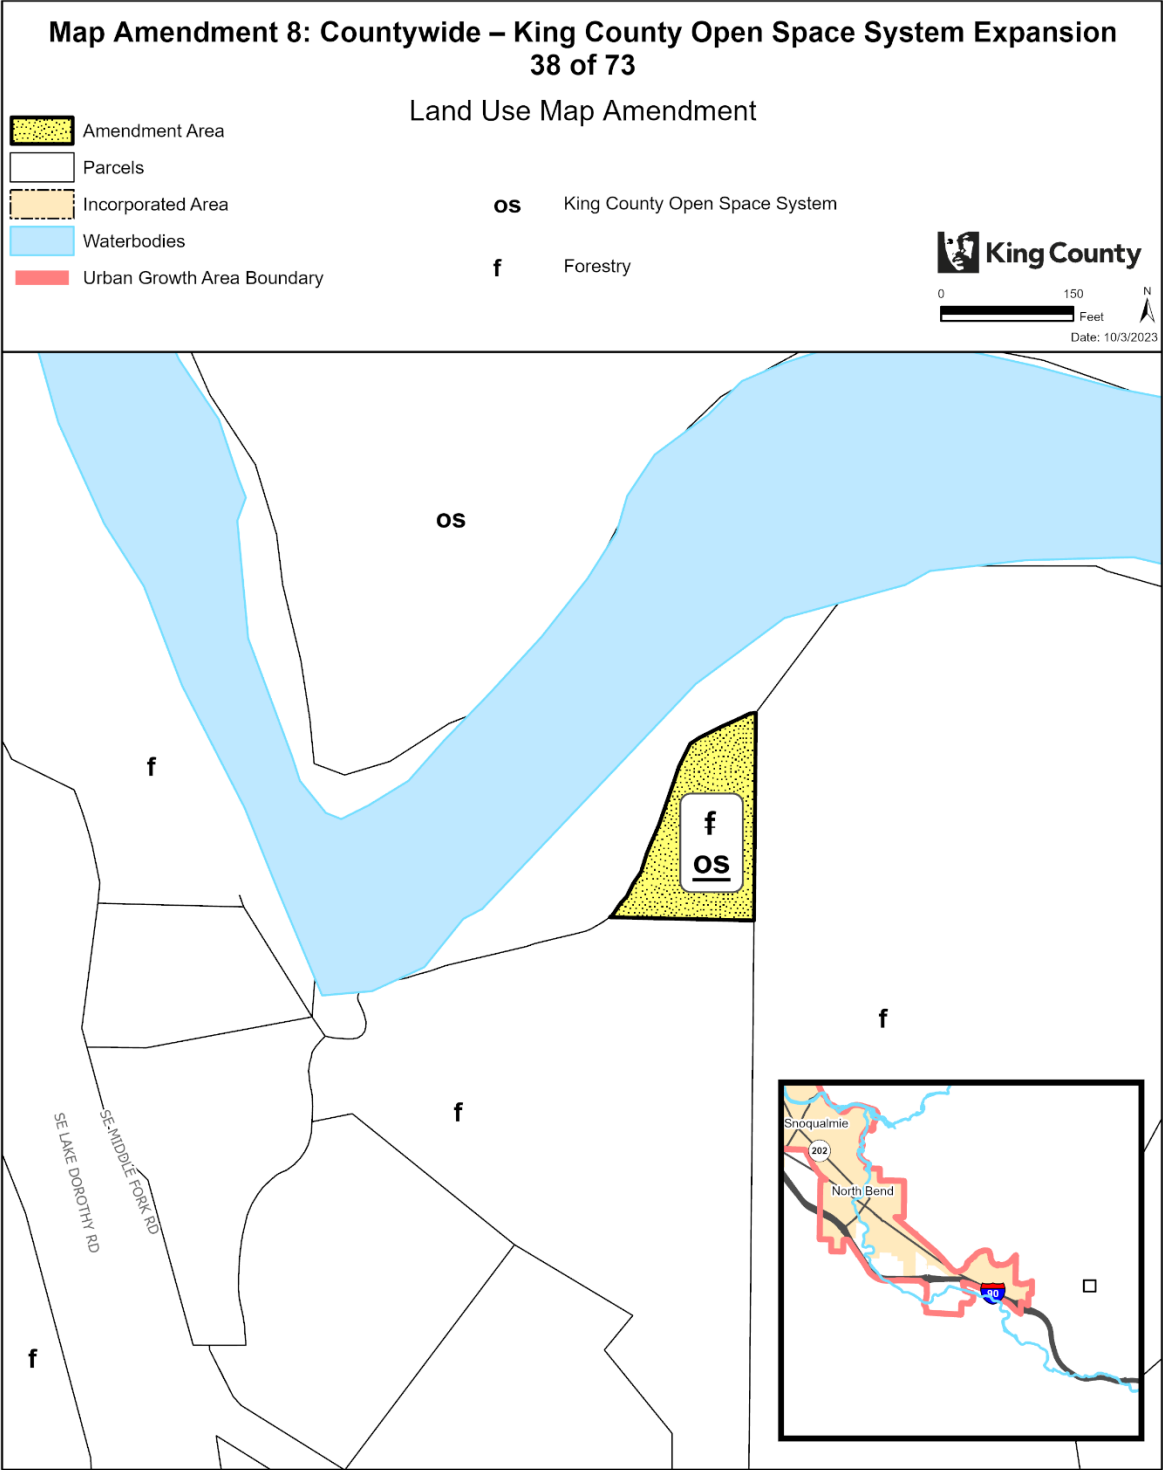 Map Amendment 8: Countywide – King County Open Space System Expansion
38 of 73
Land Use Map Amendment
Amendment Area
Parcels
Incorporated Area
Waterbodies
Urban Growth Area Boundary
os King County Open Space System
f Forestry
King County
0 150
Feet
N
Date: 10/3/2023
os
f
f
os
f
f
f
SE LAKE DOROTHY RD
SE MIDDLE FORK RD
Snoqualmie
202
North Bend
90